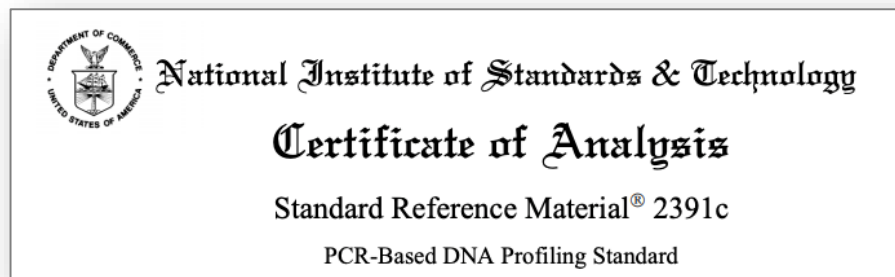 DEPARTMENT OF COMMERCE
UNITED STATES OF AMERICA
National Institute of Standards & Technology
Certificate of Analysis
Standard Reference Material® 2391c
PCR-Based DNA Profiling Standard